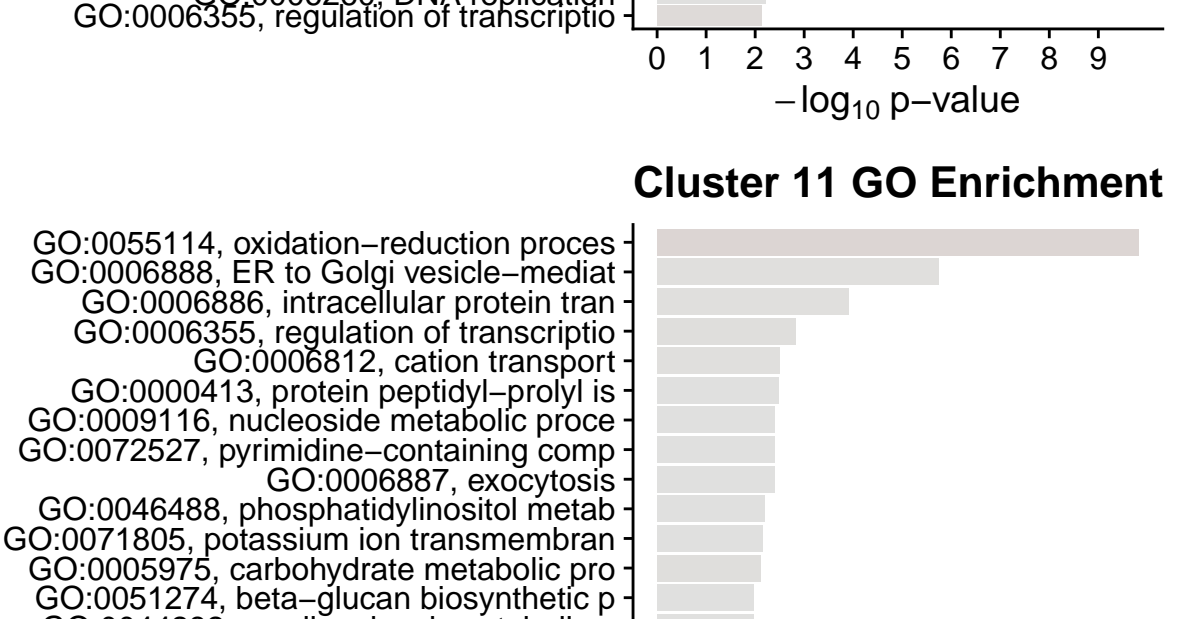 DNA replication
GO:0006355, regulation of transcriptio
0 1 2 3 4 5 6 7 8 9
−log10 p−value
Cluster 11 GO Enrichment
GO:0055114, oxidation−reduction proces
GO:0006888, ER to Golgi vesicle−mediat
GO:0006886, intracellular protein tran
GO:0006355, regulation of transcriptio
GO:0006812, cation transport
GO:0000413, protein peptidyl−prolyl is
GO:0009116, nucleoside metabolic proce
GO:0072527, pyrimidine−containing comp
GO:0006887, exocytosis
GO:0046488, phosphatidylinositol metab
GO:0071805, potassium ion transmembran
GO:0005975, carbohydrate metabolic pro
GO:0051274, beta−glucan biosynthetic p